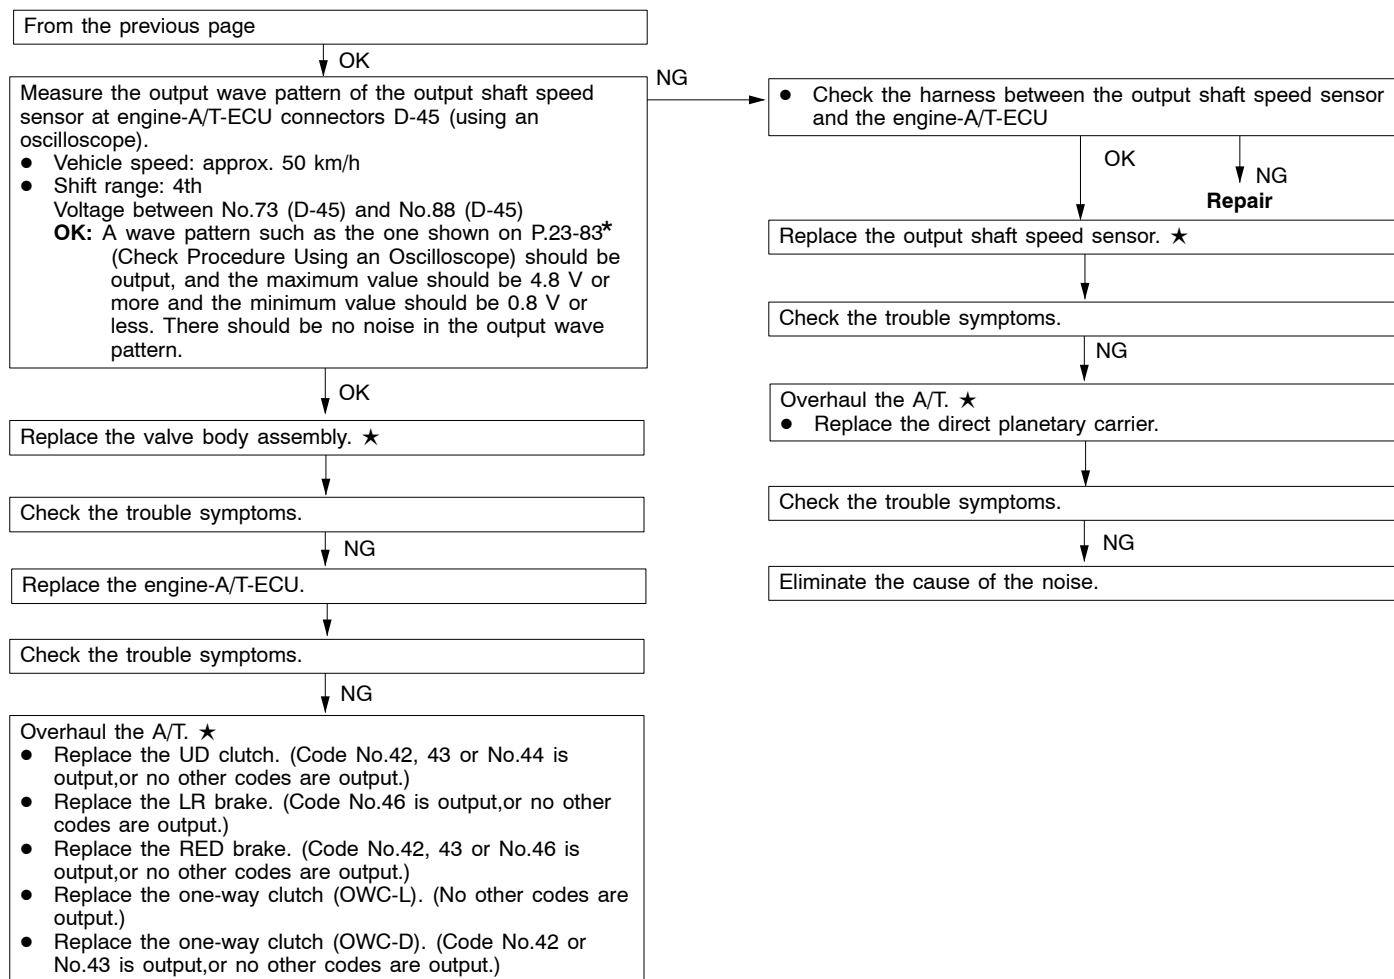 From the previous page
OK
Measure the output wave pattern of the output shaft speed
sensor at engine-A/T-ECU connectors D-45 (using an
oscilloscope).
● Vehicle speed: approx. 50 km/h
● Shift range: 4th
Voltage between No.73 (D-45) and No.88 (D-45)
OK: A wave pattern such as the one shown on P.23-83*
(Check Procedure Using an Oscilloscope) should be
output, and the maximum value should be 4.8 V or
more and the minimum value should be 0.8 V or
less. There should be no noise in the output wave
pattern.
OK
Replace the valve body assembly. ★
Check the trouble symptoms.
NG
Replace the engine-A/T-ECU.
Check the trouble symptoms.
NG
Overhaul the A/T. ★
● Replace the UD clutch. (Code No.42, 43 or No.44 is
output,or no other codes are output.)
● Replace the LR brake. (Code No.46 is output,or no other
codes are output.)
● Replace the RED brake. (Code No.42, 43 or No.46 is
output,or no other codes are output.)
● Replace the one-way clutch (OWC-L). (No other codes are
output.)
● Replace the one-way clutch (OWC-D). (Code No.42 or
No.43 is output,or no other codes are output.)
NG
● Check the harness between the output shaft speed sensor
and the engine-A/T-ECU
OK
NG
Repair
Replace the output shaft speed sensor. ★
Check the trouble symptoms.
NG
Overhaul the A/T. ★
● Replace the direct planetary carrier.
Check the trouble symptoms.
NG
Eliminate the cause of the noise.